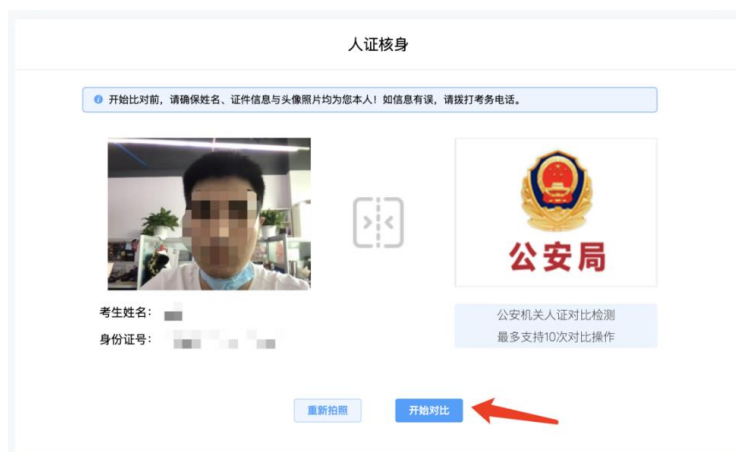 人证核身
开始比对前，请确保姓名、证件信息与头像照片均为您本人！如信息有误，请拨打考务电话。
公安局
考生姓名：
身份证号：
公安机关人证对比检测
最多支持10次对比操作
重新拍照
开始对比